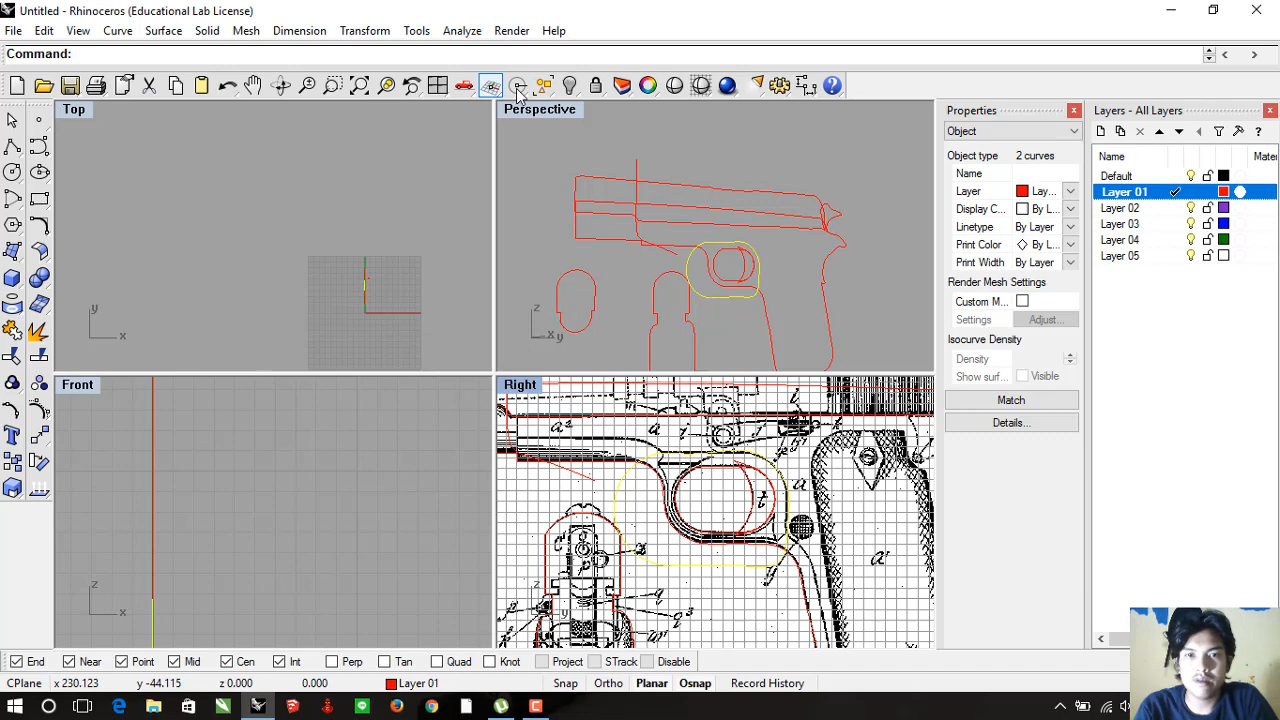 Untitled - Rhinoceros (Educational Lab License)
File Edit View Curve Surface Solid Mesh Dimension Transform Tools Analyze Render Help
Command:
Top
Perspective
Front
Right
y
x
z
x y
z
x
z
y
a²
a
i
t
a
a'
x
q
q³
Properties
Object
Object type 2 curves
Name
Layer Lay...
Display C... By L...
Linetype By Layer
Print Color By L...
Print Width By Layer
Render Mesh Settings
Custom M...
Settings Adjust...
Isocurve Density
Density
Show surf... Visible
Match
Details...
Layers - All Layers
Name Mater
Default
Layer 01
Layer 02
Layer 03
Layer 04
Layer 05
End Near Point Mid Cen Int Perp Tan Quad Knot Project STrack Disable
CPlane x 230.123 y -44.115 z 0.000 0.000 Layer 01 Snap Ortho Planar Osnap Record History